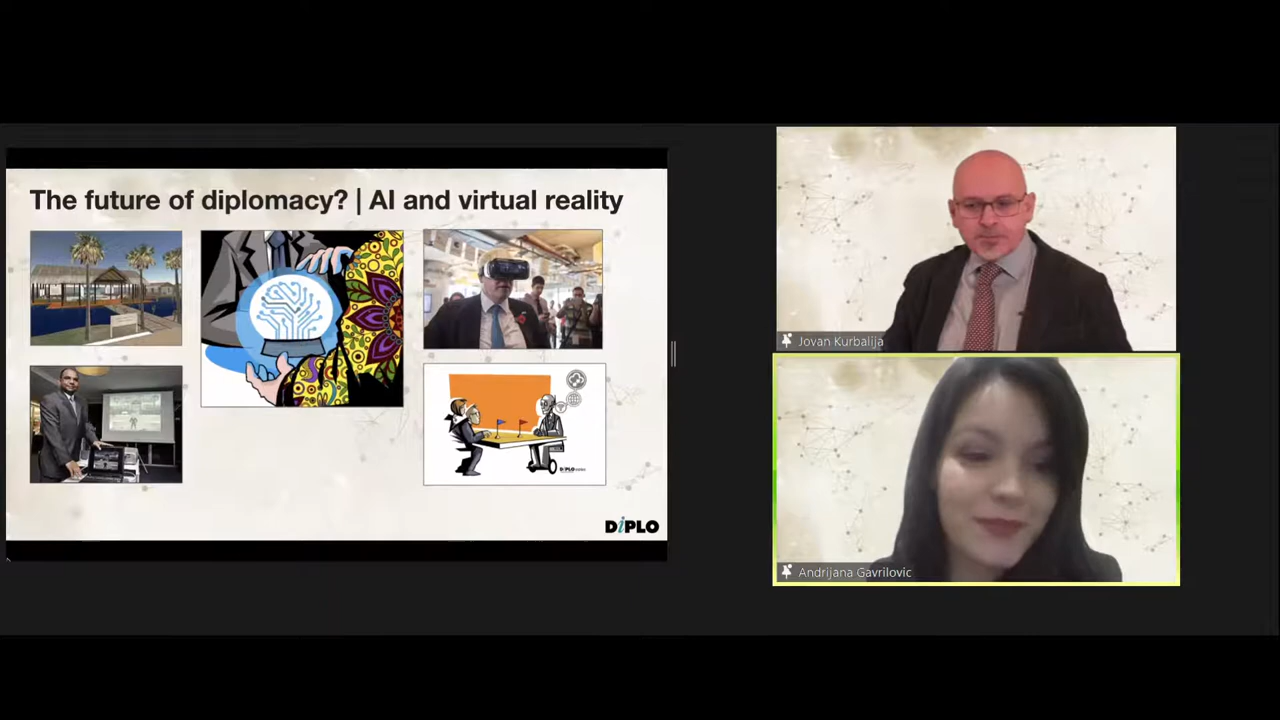 The future of diplomacy? | AI and virtual reality
DiPLO
Jovan Kurbalija
Andrijana Gavrilovic